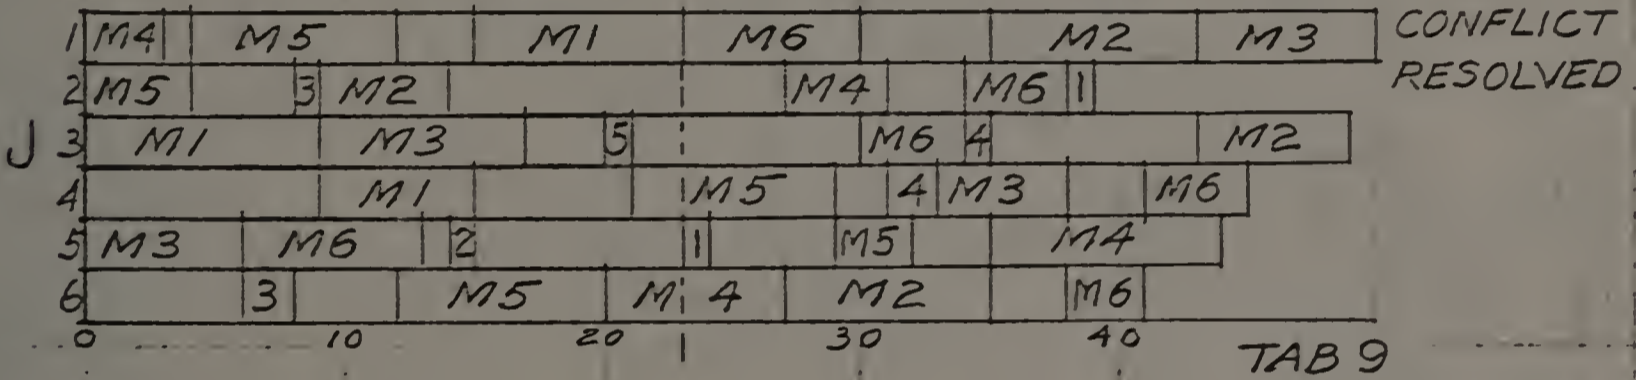 1 M4 M5 M1 M6 M2 M3 CONFLICT
2 M5 3 M2 M4 M6 1 RESOLVED
J 3 M1 M3 5 M6 4 M2
4 M1 M5 4 M3 M6
5 M3 M6 2 1 M5 M4
6 3 M5 M 4 M2 M6
0 10 20 30 40
TAB 9